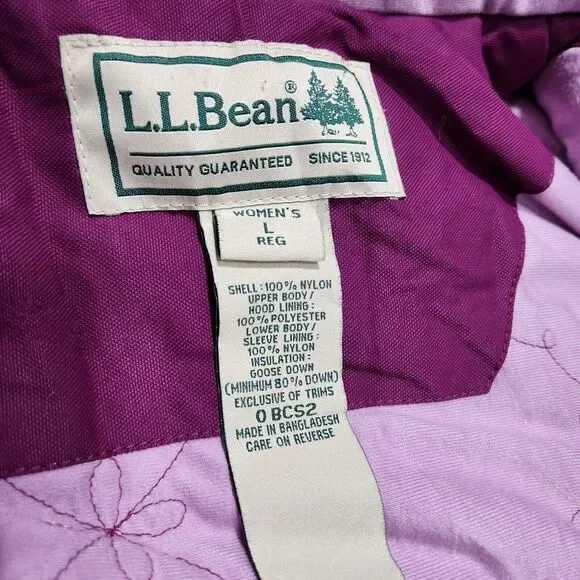 L.L.Bean®
QUALITY GUARANTEED SINCE 1912
WOMEN'S
L
REG
SHELL: 100% NYLON
UPPER BODY /
HOOD LINING:
100% POLYESTER
LOWER BODY /
SLEEVE LINING:
100% NYLON
INSULATION:
GOOSE DOWN
(MINIMUM 80% DOWN)
EXCLUSIVE OF TRIMS
0 BCS2
MADE IN BANGLADESH
CARE ON REVERSE